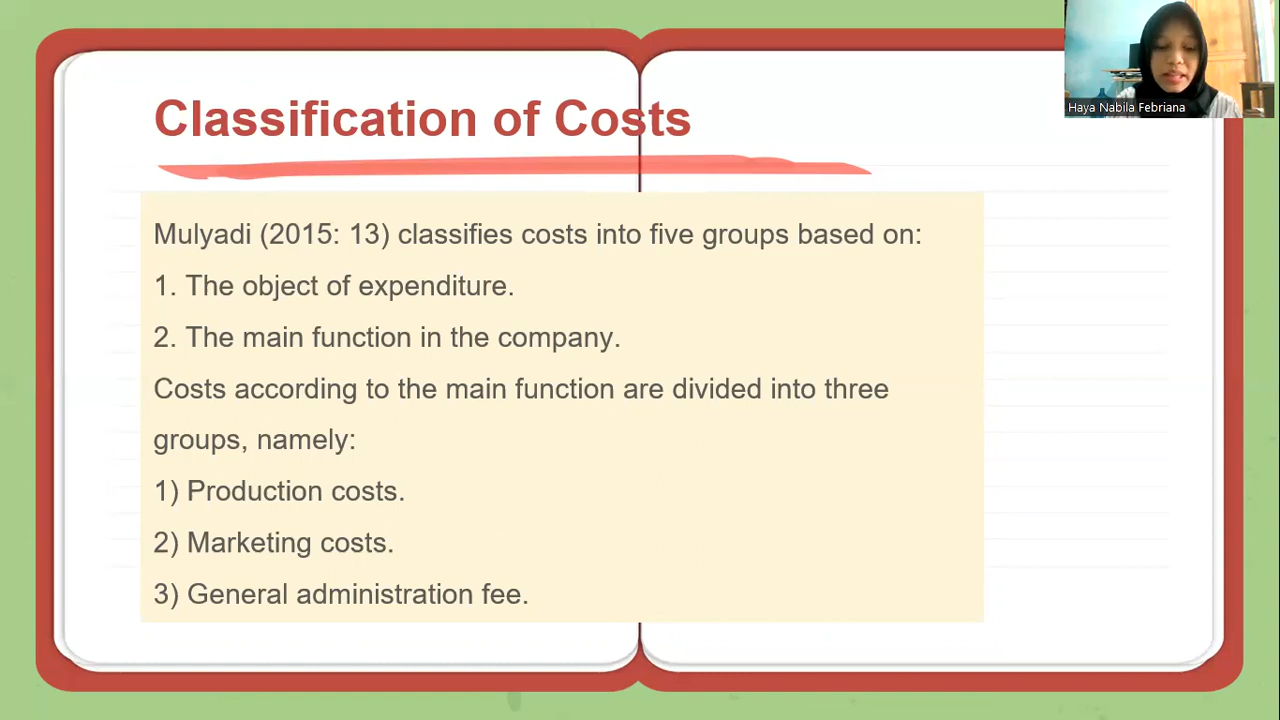 Haya Nabila Febriana
Classification of Costs
Mulyadi (2015: 13) classifies costs into five groups based on:
1. The object of expenditure.
2. The main function in the company.
Costs according to the main function are divided into three
groups, namely:
1) Production costs.
2) Marketing costs.
3) General administration fee.